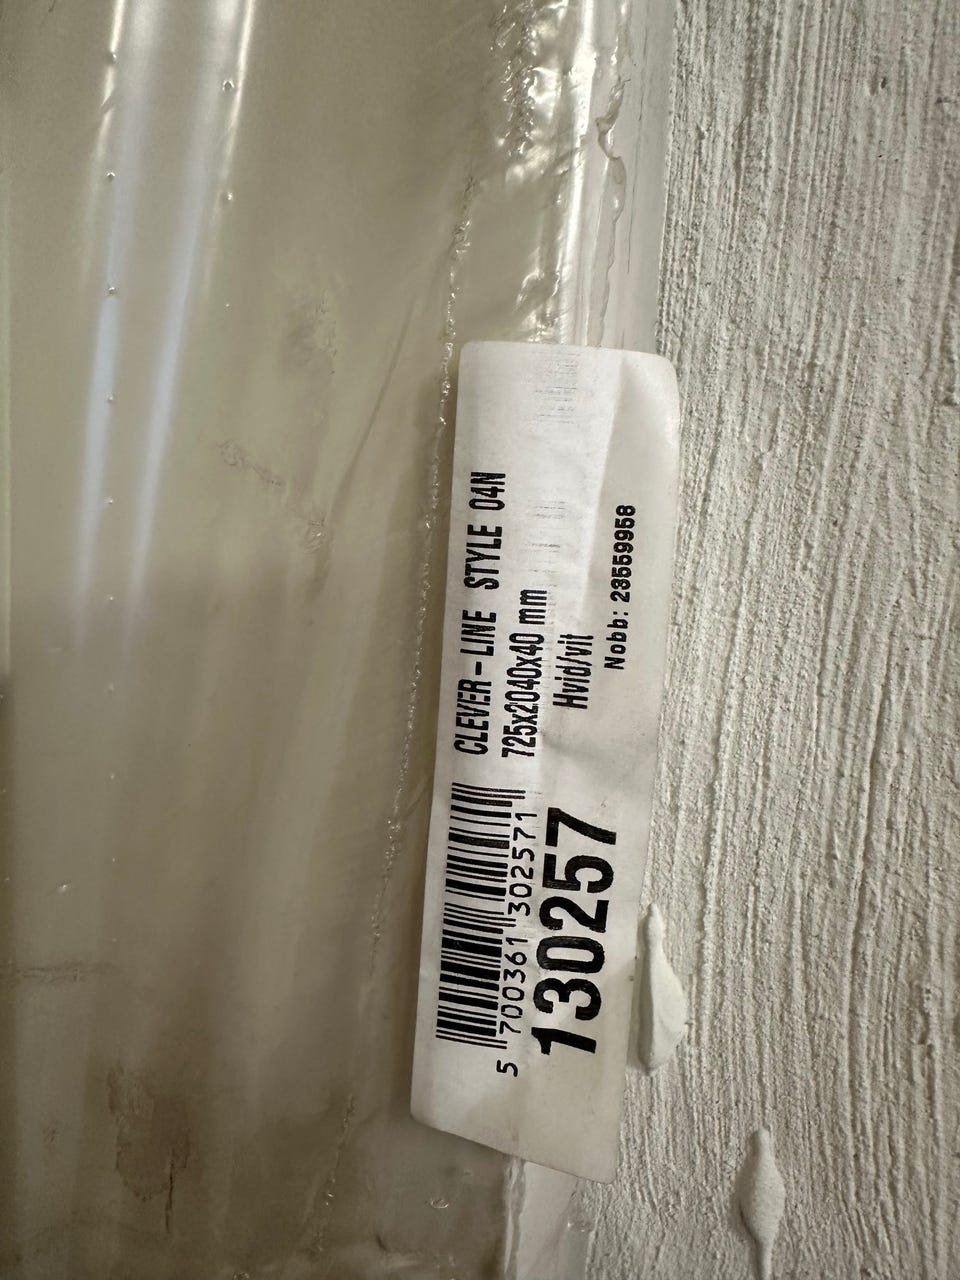 CLEVER-LINE STYLE 04N
725x2040x40 mm
Hvid/vit
Nobb: 23559958
5 700361 302571
130257